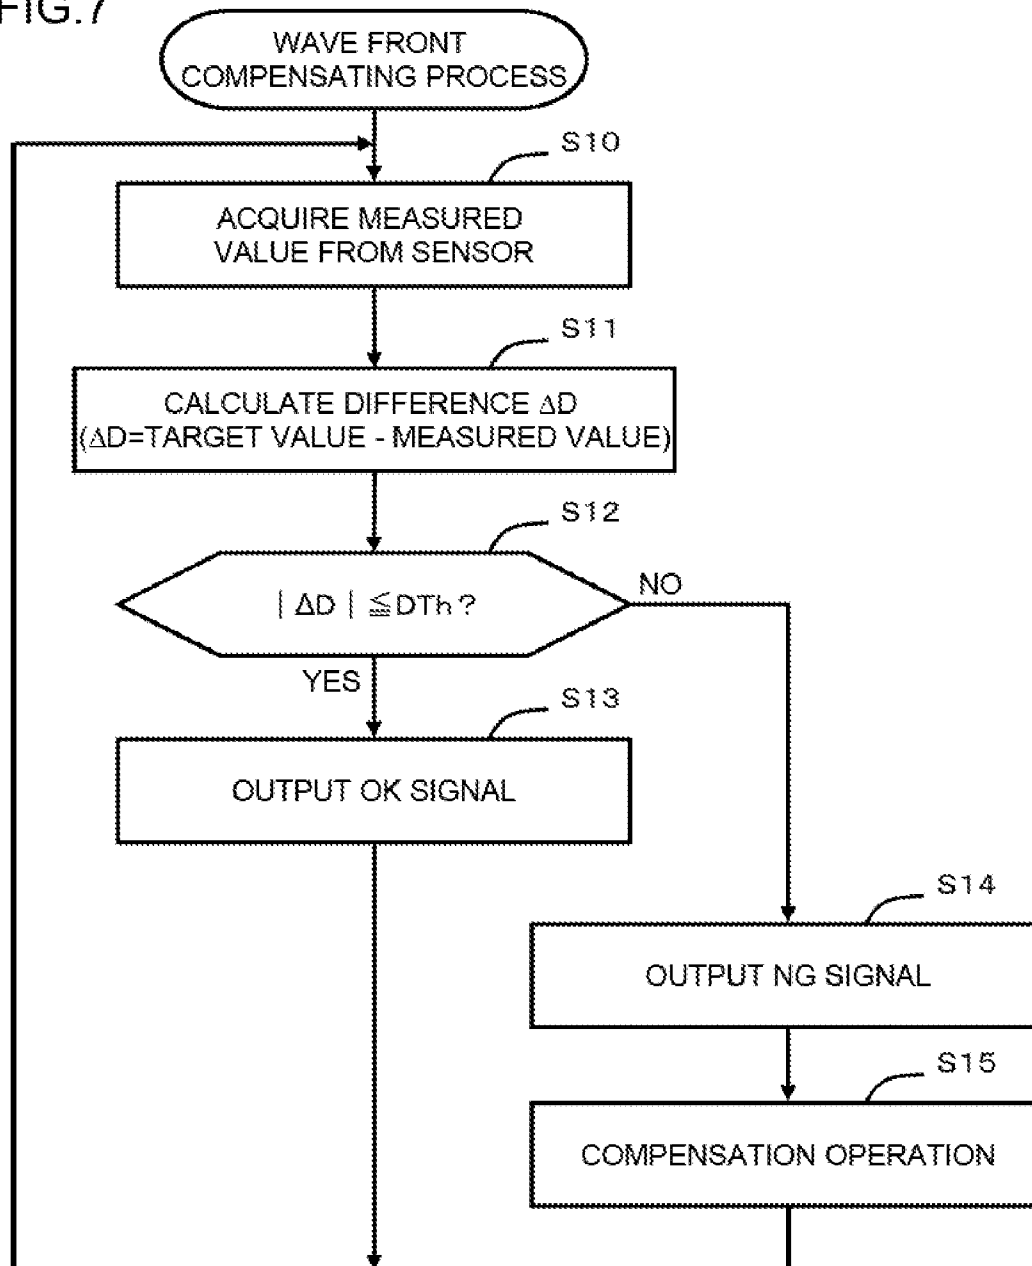 FIG.7
WAVE FRONT
COMPENSATING PROCESS
S10
ACQUIRE MEASURED
VALUE FROM SENSOR
S11
CALCULATE DIFFERENCE ΔD
(ΔD=TARGET VALUE - MEASURED VALUE)
S12
| ΔD | ≦DTh?
NO
YES
S13
OUTPUT OK SIGNAL
S14
OUTPUT NG SIGNAL
S15
COMPENSATION OPERATION